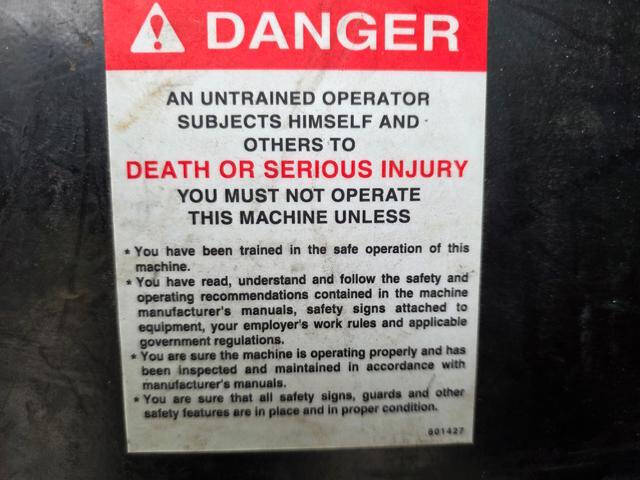 DANGER
AN UNTRAINED OPERATOR
SUBJECTS HIMSELF AND
OTHERS TO
DEATH OR SERIOUS INJURY
YOU MUST NOT OPERATE
THIS MACHINE UNLESS
* You have been trained in the safe operation of this
machine.
* You have read, understand and follow the safety and
operating recommendations contained in the machine
manufacturer's manuals, safety signs attached to
equipment, your employer's work rules and applicable
government regulations.
* You are sure the machine is operating properly and has
been inspected and maintained in accordance with
manufacturer's manuals.
* You are sure that all safety signs, guards and other
safety features are in place and in proper condition.
801427